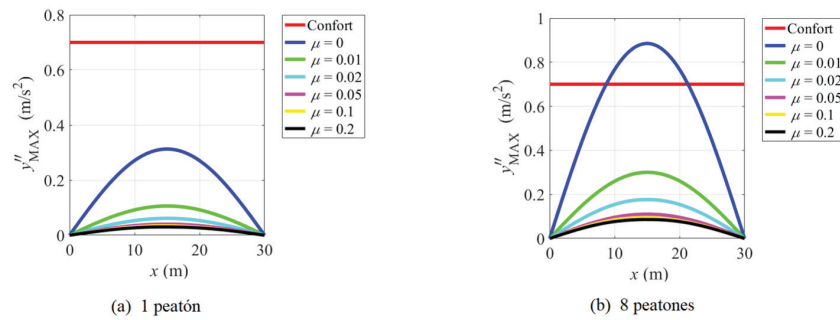 0.8
0.6
0.4
0.2
0
y″MAX (m/s²)
0 10 20 30
x (m)
Confort
μ = 0
μ = 0.01
μ = 0.02
μ = 0.05
μ = 0.1
μ = 0.2
(a) 1 peatón
1
0.8
0.6
0.4
0.2
0
y″MAX (m/s²)
0 10 20 30
x (m)
Confort
μ = 0
μ = 0.01
μ = 0.02
μ = 0.05
μ = 0.1
μ = 0.2
(b) 8 peatones